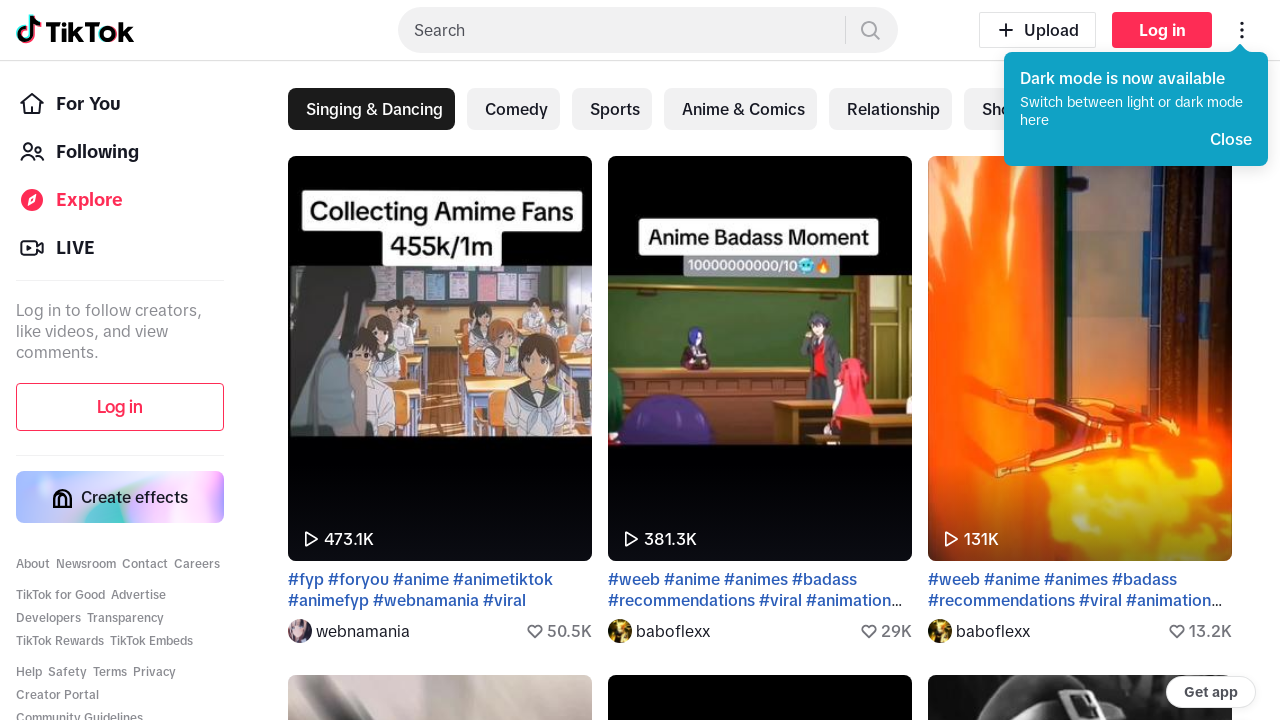 TikTok
Search
Upload
Log in
Dark mode is now available
Switch between light or dark mode
here
Close
For You
Following
Explore
LIVE
Log in to follow creators,
like videos, and view
comments.
Log in
Create effects
About Newsroom Contact Careers
TikTok for Good Advertise
Developers Transparency
TikTok Rewards TikTok Embeds
Help Safety Terms Privacy
Creator Portal
Community Guidelines
Singing & Dancing
Comedy
Sports
Anime & Comics
Relationship
Collecting Amime Fans
455k/1m
473.1K
#fyp #foryou #anime #animetiktok
#animefyp #webnamania #viral
webnamania
50.5K
Anime Badass Moment
10000000000/10🥶🔥
381.3K
#weeb #anime #animes #badass
#recommendations #viral #animation…
baboflexx
29K
131K
#weeb #anime #animes #badass
#recommendations #viral #animation…
baboflexx
13.2K
Get app